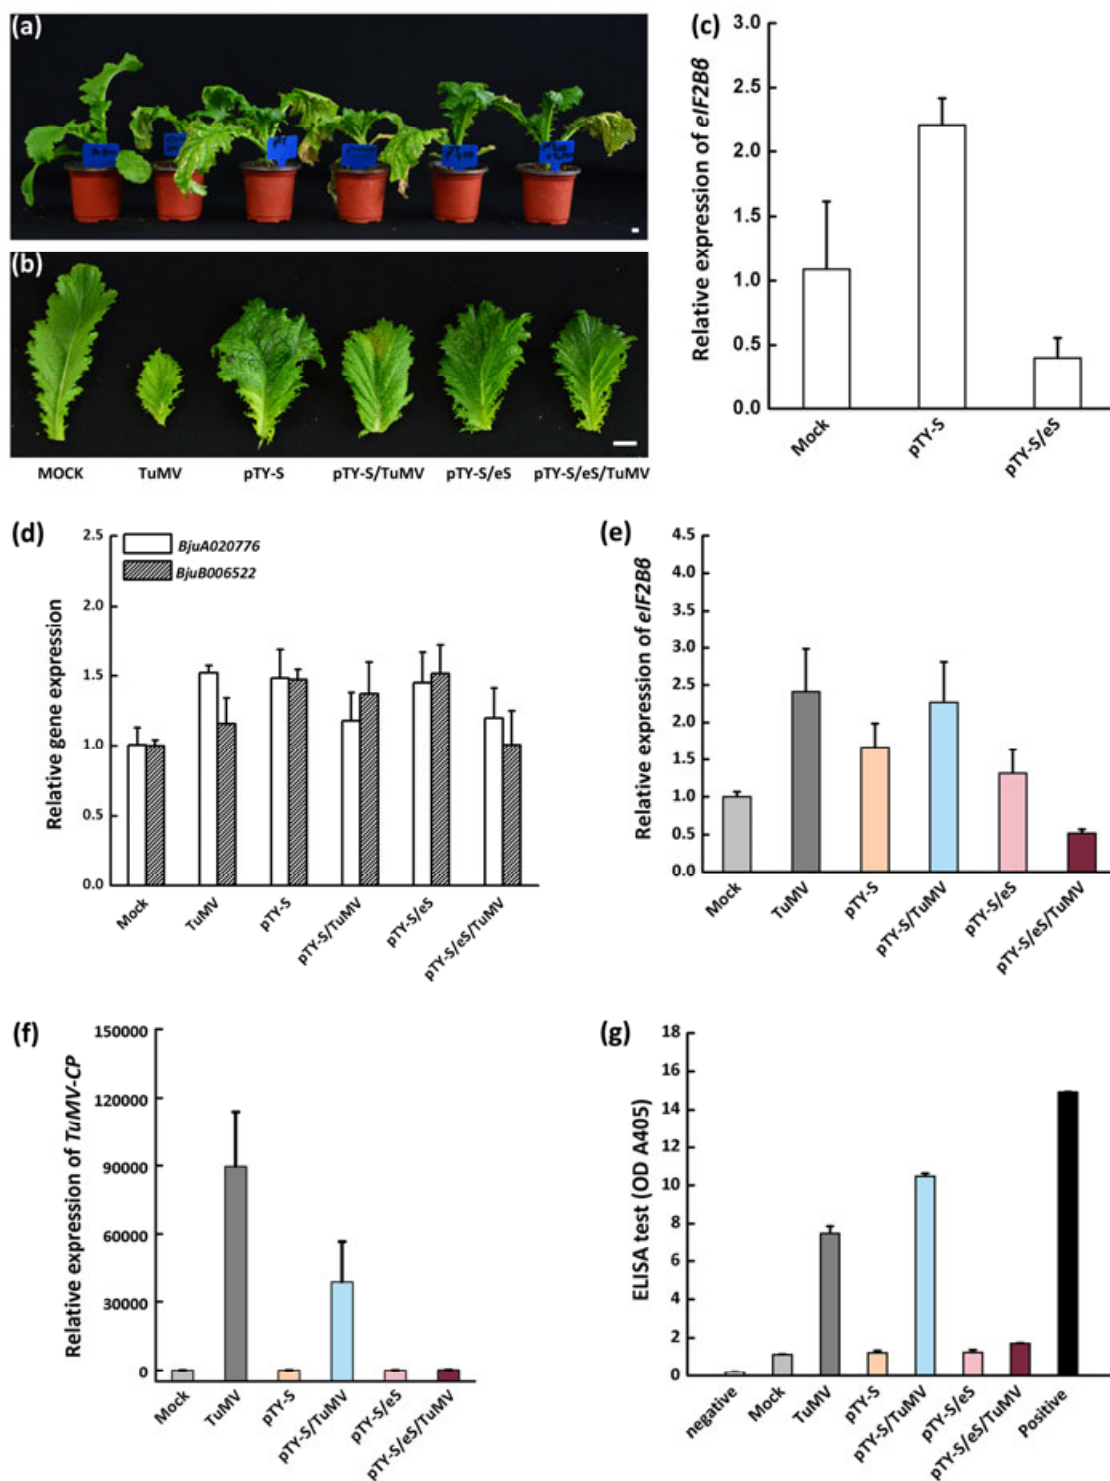 (a)
(b)
MOCK TuMV pTY-S pTY-S/TuMV pTY-S/eS pTY-S/eS/TuMV
(c)
Relative expression of eIF2Bβ
3.0
2.5
2.0
1.5
1.0
0.5
0.0
Mock
pTY-S
pTY-S/eS
(d)
Relative gene expression
2.5
2.0
1.5
1.0
0.5
0.0
BjuA020776
BjuB006522
Mock
TuMV
pTY-S
pTY-S/TuMV
pTY-S/eS
pTY-S/eS/TuMV
(e)
Relative expression of eIF2Bβ
4.5
4.0
3.5
3.0
2.5
2.0
1.5
1.0
0.5
0.0
Mock
TuMV
pTY-S
pTY-S/TuMV
pTY-S/eS
pTY-S/eS/TuMV
(f)
Relative expression of TuMV-CP
150000
120000
90000
60000
30000
0
Mock
TuMV
pTY-S
pTY-S/TuMV
pTY-S/eS
pTY-S/eS/TuMV
(g)
ELISA test (OD A405)
18
16
14
12
10
8
6
4
2
0
negative
Mock
TuMV
pTY-S
pTY-S/TuMV
pTY-S/eS
pTY-S/eS/TuMV
Positive